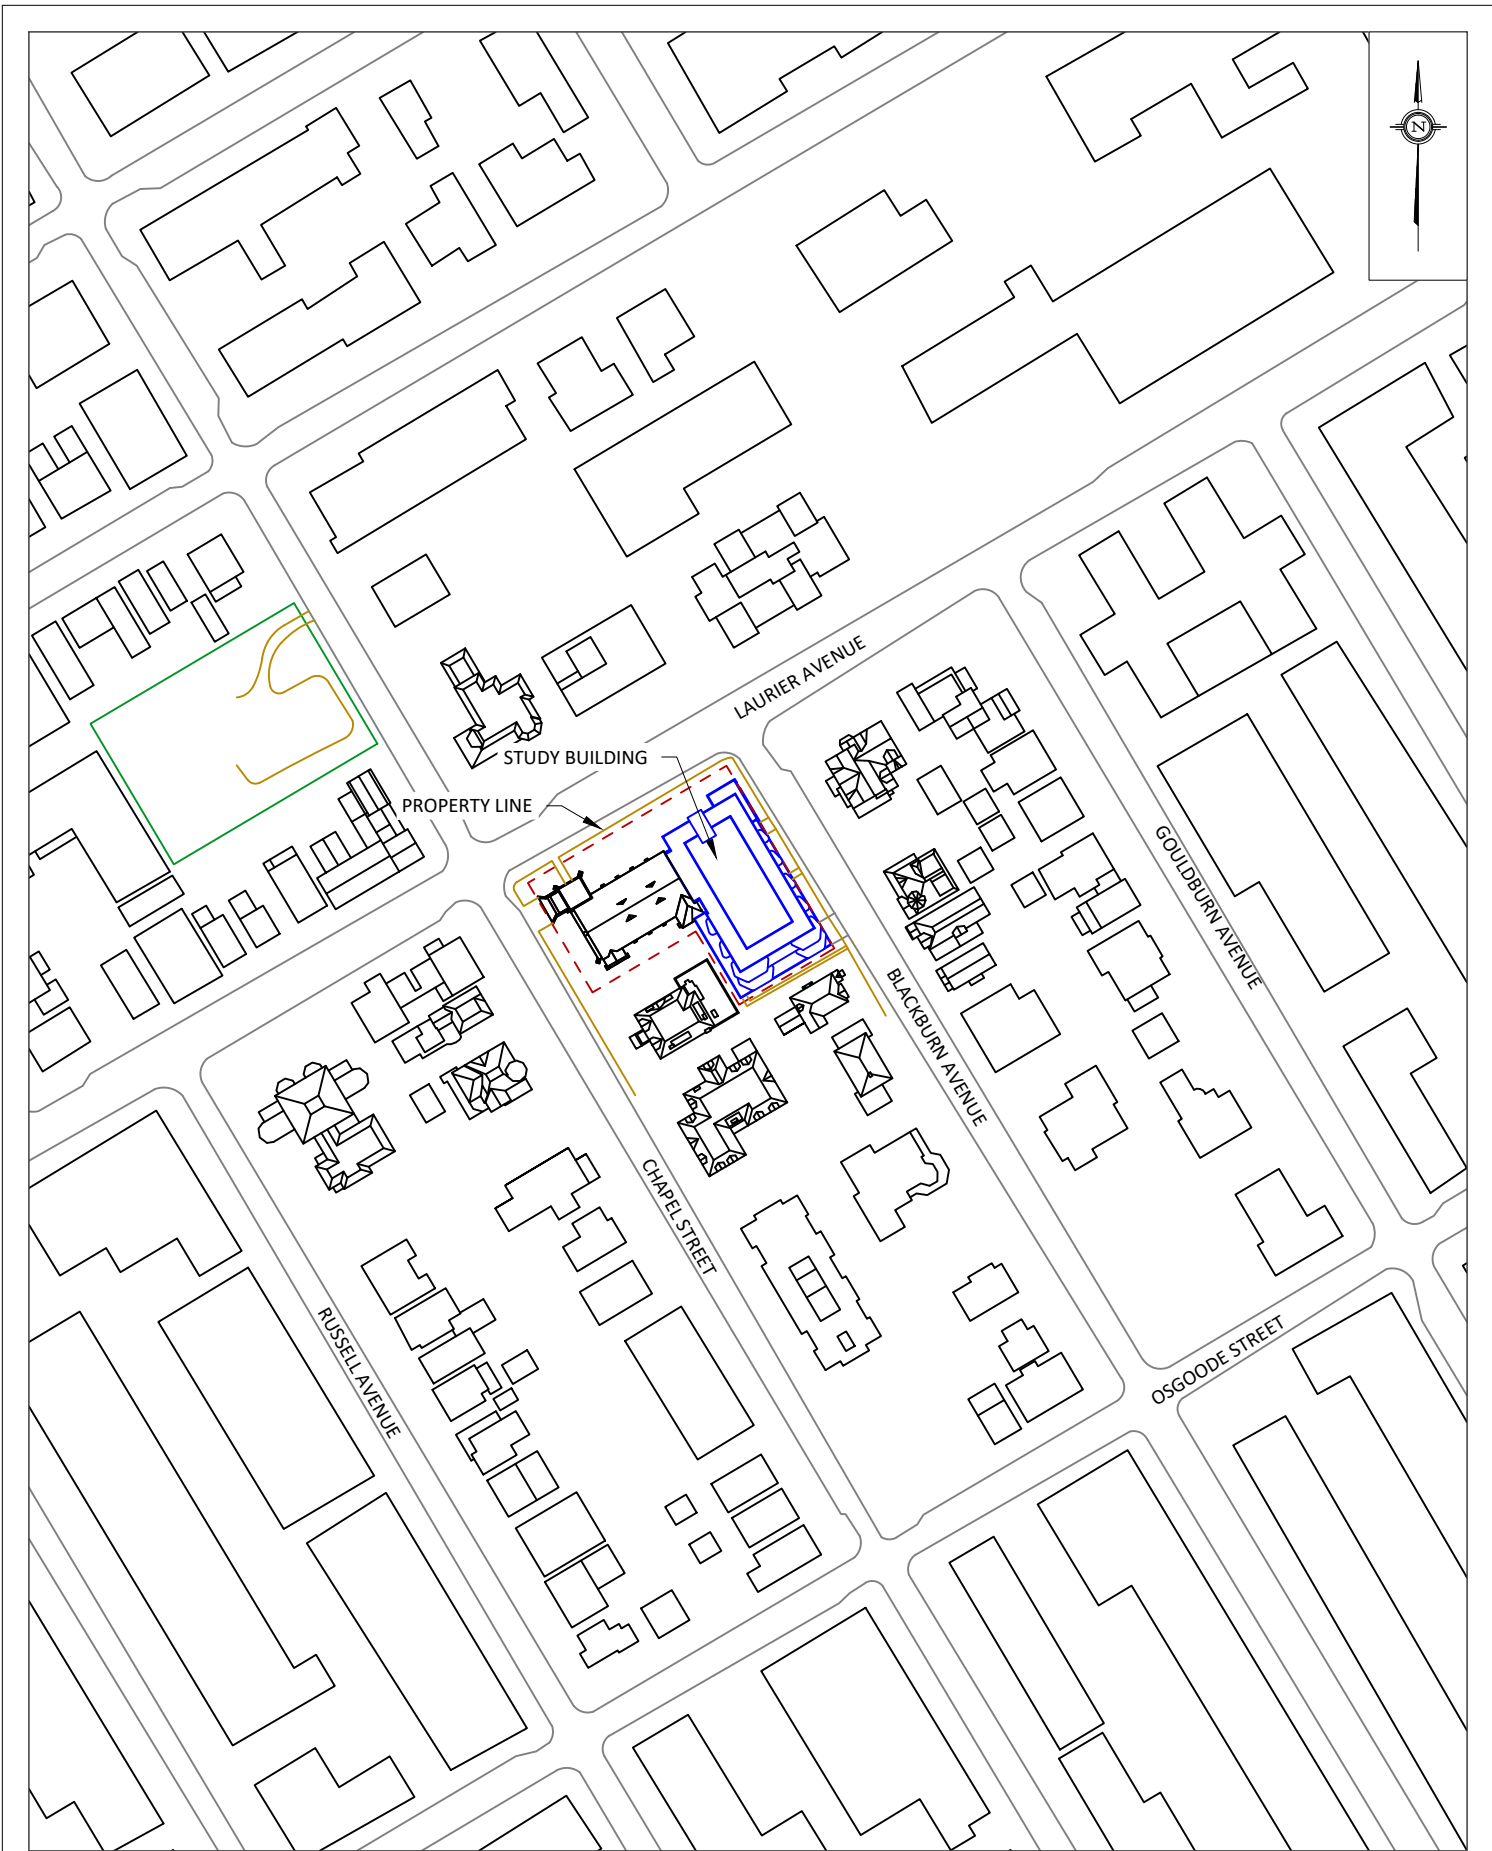 N
LAURIER AVENUE
STUDY BUILDING
PROPERTY LINE
GOULDBURN AVENUE
BLACKBURN AVENUE
CHAPEL STREET
RUSSELL AVENUE
OSGOODE STREET